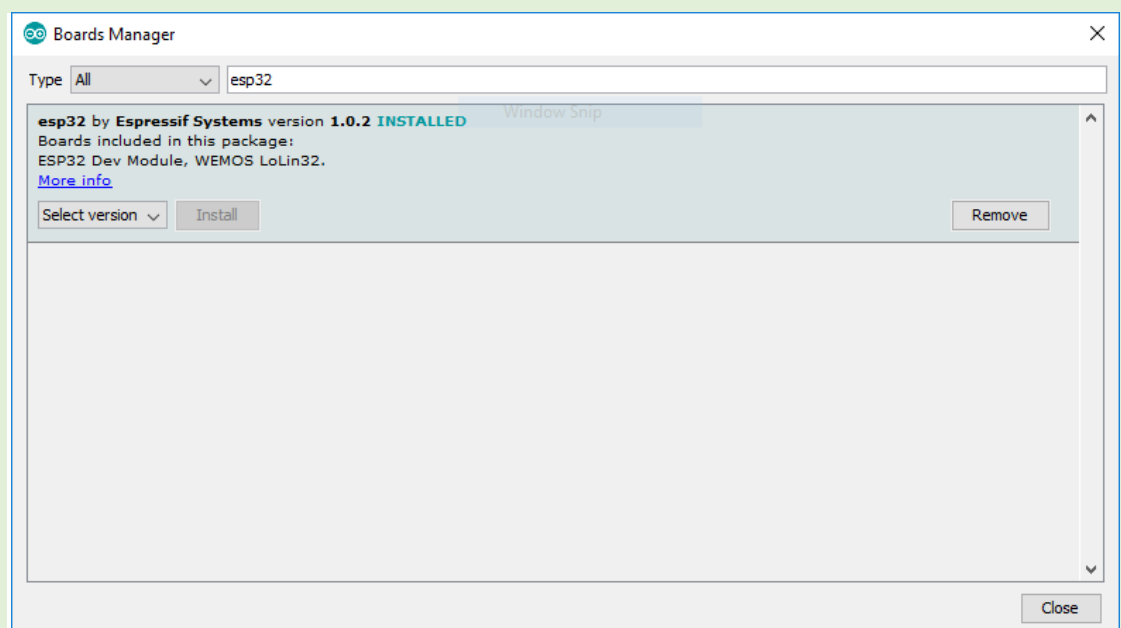 Boards Manager
Type All esp32
Window Snip
esp32 by Espressif Systems version 1.0.2 INSTALLED
Boards included in this package:
ESP32 Dev Module, WEMOS LoLin32.
More info
Select version Install Remove
Close